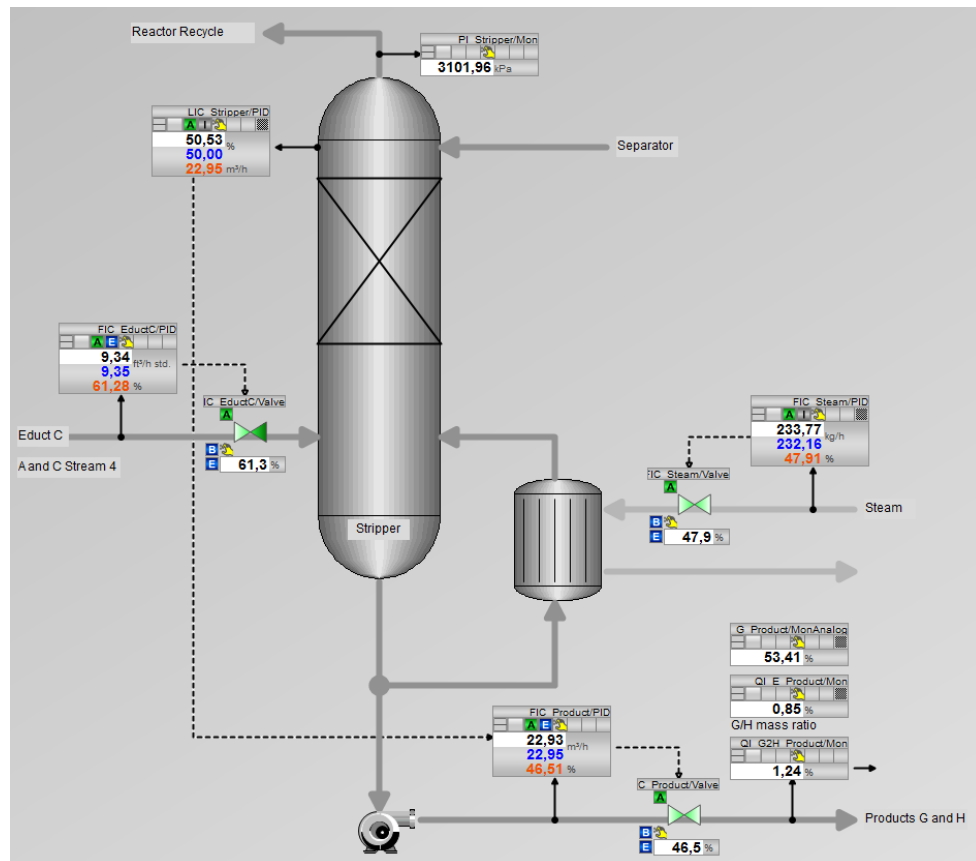 Reactor Recycle
PI_Stripper/Mon
3101,96 kPa
LIC_Stripper/PID
A I
50,53 %
50,00
22,95 m³/h
Separator
FIC_EductC/PID
A E
9,34 ft³/h std.
9,35
61,28 %
IC_EductC/Valve
A
Educt C
B
E 61,3 %
A and C Stream 4
FIC_Steam/PID
A I
233,77 kg/h
232,16
47,91 %
FIC_Steam/Valve
A
Steam
B
E 47,9 %
Stripper
G_Product/MonAnalog
53,41 %
QI_E_Product/Mon
0,85 %
G/H mass ratio
QI_G2H_Product/Mon
1,24 %
FIC_Product/PID
A E
22,93 m³/h
22,95
46,51 %
C_Product/Valve
A
Products G and H
B
E 46,5 %